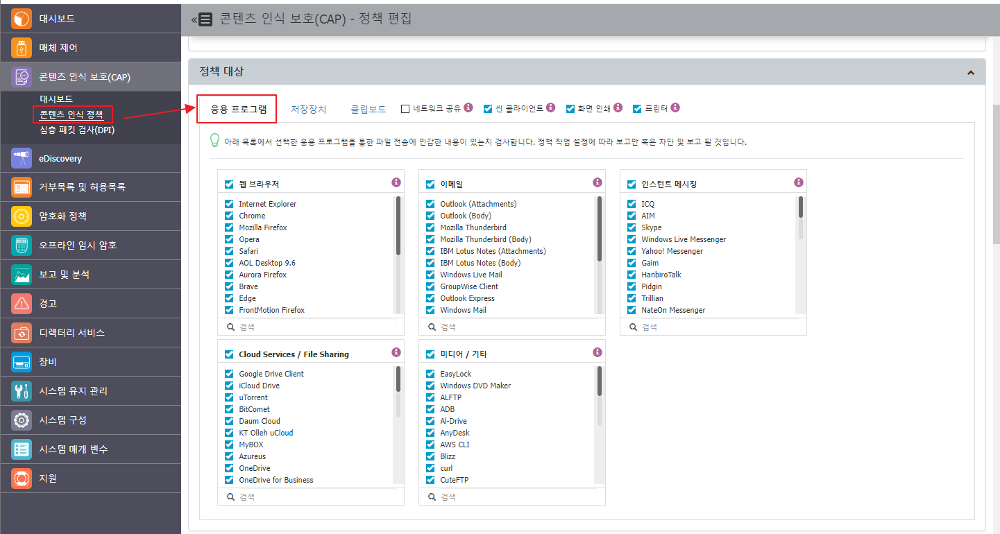 대시보드
매체 제어
콘텐츠 인식 보호(CAP)
대시보드
콘텐츠 인식 정책
심층 패킷 검사(DPI)
eDiscovery
거부목록 및 허용목록
암호화 정책
오프라인 임시 암호
보고 및 분석
경고
디렉터리 서비스
장비
시스템 유지 관리
시스템 구성
시스템 매개 변수
지원
« 콘텐츠 인식 보호(CAP) - 정책 편집
정책 대상
응용 프로그램 저장장치 클립보드 네트워크 공유 씬 클라이언트 화면 인쇄 프린터
아래 목록에서 선택한 응용 프로그램을 통한 파일 전송에 민감한 내용이 있는지 검사합니다. 정책 작업 설정에 따라 보고만 혹은 차단 및 보고 될 것입니다.
웹 브라우저
Internet Explorer
Chrome
Mozilla Firefox
Opera
Safari
AOL Desktop 9.6
Aurora Firefox
Brave
Edge
FrontMotion Firefox
검색
이메일
Outlook (Attachments)
Outlook (Body)
Mozilla Thunderbird
Mozilla Thunderbird (Body)
IBM Lotus Notes (Attachments)
IBM Lotus Notes (Body)
Windows Live Mail
GroupWise Client
Outlook Express
Windows Mail
검색
인스턴트 메시징
ICQ
AIM
Skype
Windows Live Messenger
Yahoo! Messenger
Gaim
HanbiroTalk
Pidgin
Trillian
NateOn Messenger
검색
Cloud Services / File Sharing
Google Drive Client
iCloud Drive
uTorrent
BitComet
Daum Cloud
KT Olleh uCloud
MyBOX
Azureus
OneDrive
OneDrive for Business
검색
미디어 / 기타
EasyLock
Windows DVD Maker
ALFTP
ADB
Al-Drive
AnyDesk
AWS CLI
Blizz
curl
CuteFTP
검색